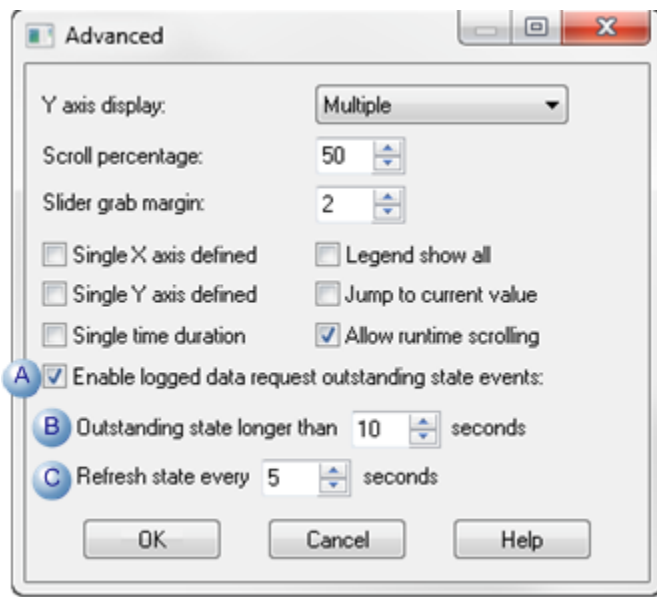 Advanced
Y axis display: Multiple
Scroll percentage: 50
Slider grab margin: 2
Single X axis defined Legend show all
Single Y axis defined Jump to current value
Single time duration Allow runtime scrolling
A Enable logged data request outstanding state events:
B Outstanding state longer than 10 seconds
C Refresh state every 5 seconds
OK Cancel Help